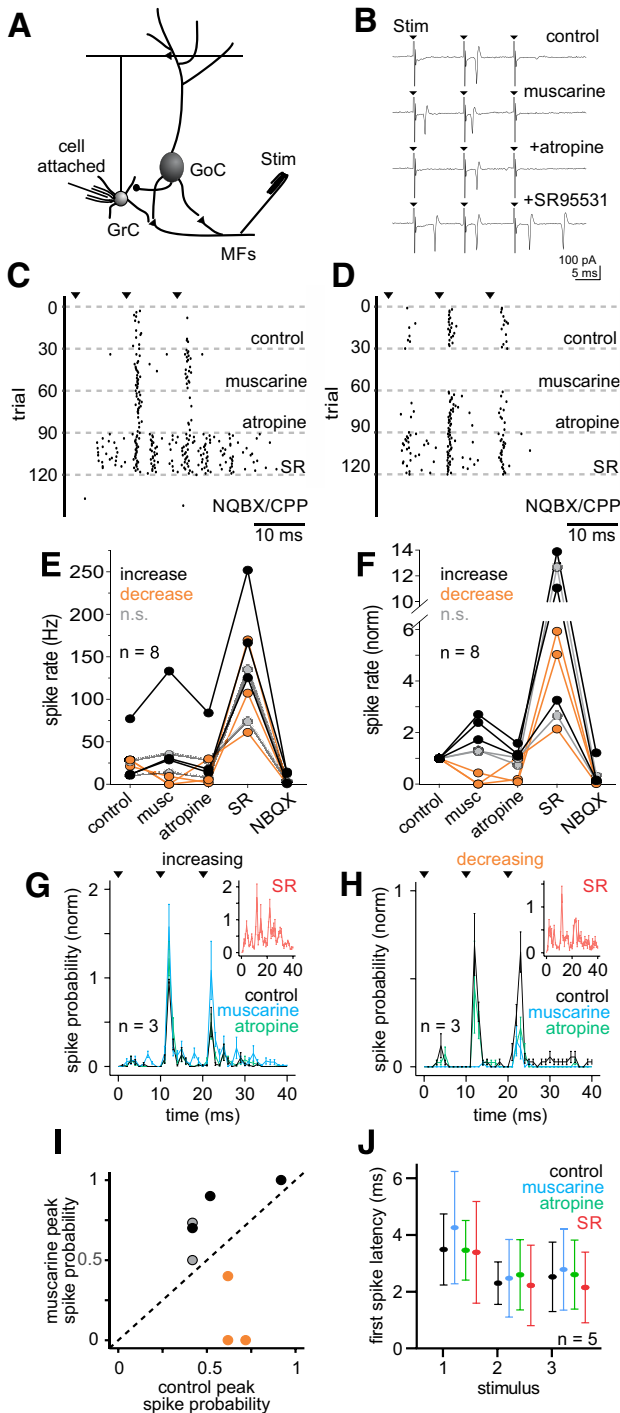 A
cell
attached
GrC
GoC
Stim
MFs
B
Stim
control
muscarine
+atropine
+SR95531
100 pA
5 ms
C
trial
0
30
60
90
120
control
muscarine
atropine
SR
NQBX/CPP
10 ms
D
trial
0
30
60
90
120
control
muscarine
atropine
SR
NQBX/CPP
10 ms
E
spike rate (Hz)
250
200
150
100
50
0
increase
decrease
n.s.
n = 8
control
musc
atropine
SR
NBQX
F
spike rate (norm)
14
12
10
6
4
2
0
increase
decrease
n.s.
n = 8
control
musc
atropine
SR
NBQX
G
increasing
spike probability (norm)
2
1
0
SR
2
1
0
0 20 40
control
muscarine
atropine
n = 3
0 10 20 30 40
time (ms)
H
decreasing
spike probability (norm)
1
0
SR
2
1
0
0 20 40
control
muscarine
atropine
n = 3
0 10 20 30 40
time (ms)
I
muscarine peak
spike probability
1
0.5
0
0 0.5 1
control peak
spike probability
J
first spike latency (ms)
6
4
2
0
control
muscarine
atropine
SR
n = 5
1 2 3
stimulus